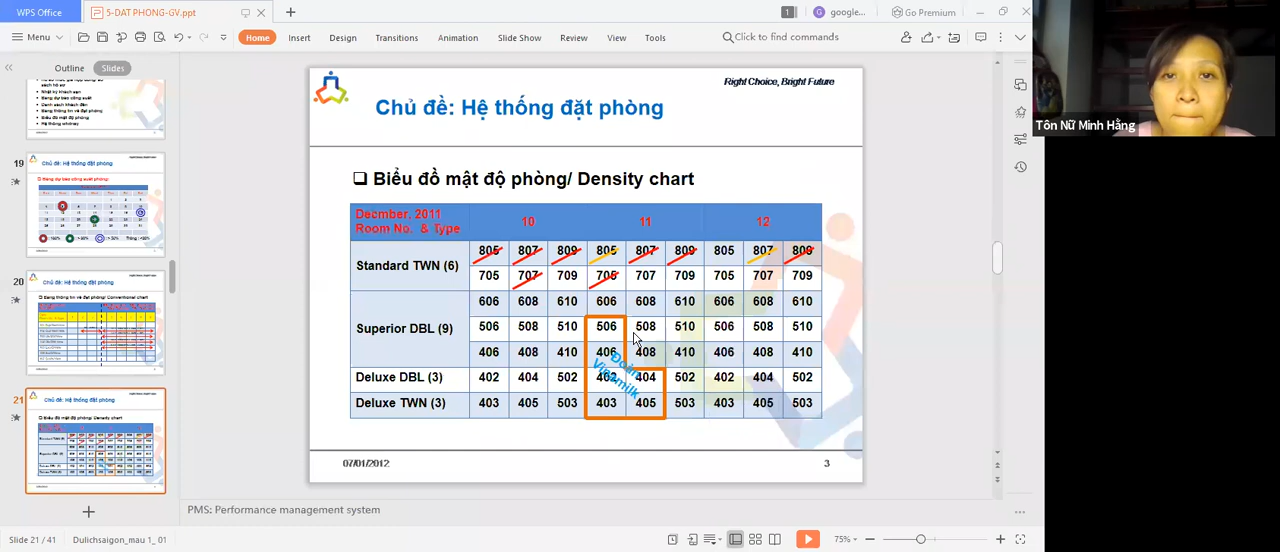 WPS Office
5-DAT PHONG-GV.ppt
1
google...
Go Premium
Menu
Home
Insert
Design
Transitions
Animation
Slide Show
Review
View
Tools
Click to find commands
Outline
Slides
19
20
21
Right Choice, Bright Future
Chủ đề: Hệ thống đặt phòng
Biểu đồ mật độ phòng/ Density chart
December, 2011
Room No. & Type
10
11
12
Standard TWN (6)
805 807 809 805 807 809 805 807 809
705 707 709 705 707 709 705 707 709
Superior DBL (9)
606 608 610 606 608 610 606 608 610
506 508 510 506 508 510 506 508 510
406 408 410 406 408 410 406 408 410
Deluxe DBL (3)
402 404 502 402 404 502 402 404 502
Deluxe TWN (3)
403 405 503 403 405 503 403 405 503
Đoàn
Vinamilk
07/01/2012
3
PMS: Performance management system
Slide 21 / 41
Dulichsaigon_mau 1_ 01
75%
Tôn Nữ Minh Hằng